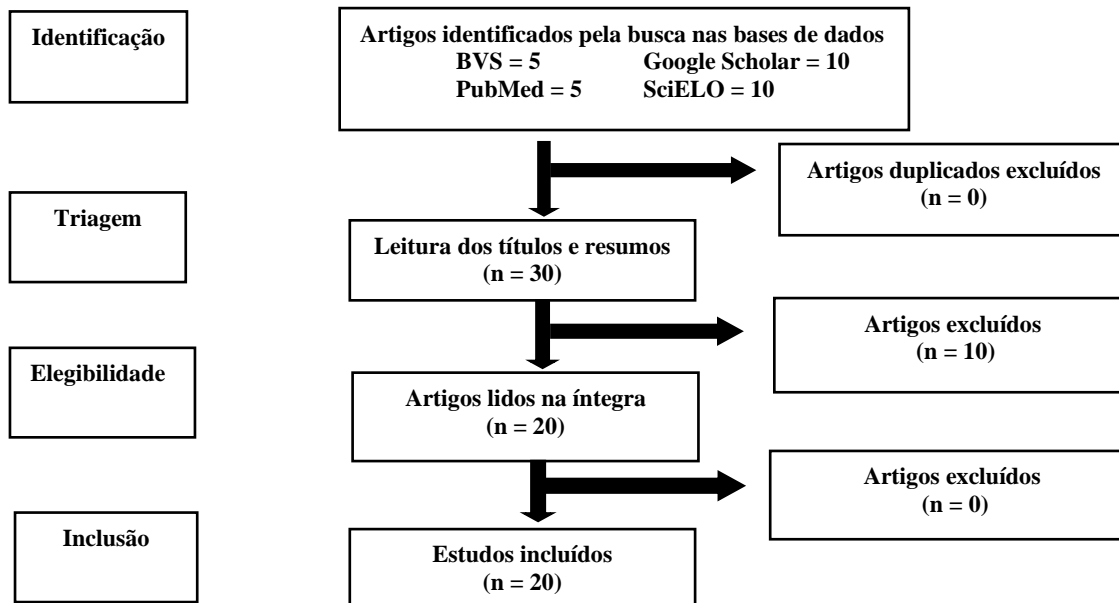 Identificação
Artigos identificados pela busca nas bases de dados
BVS = 5 Google Scholar = 10
PubMed = 5 SciELO = 10
Artigos duplicados excluídos
(n = 0)
Triagem
Leitura dos títulos e resumos
(n = 30)
Artigos excluídos
(n = 10)
Elegibilidade
Artigos lidos na íntegra
(n = 20)
Artigos excluídos
(n = 0)
Inclusão
Estudos incluídos
(n = 20)